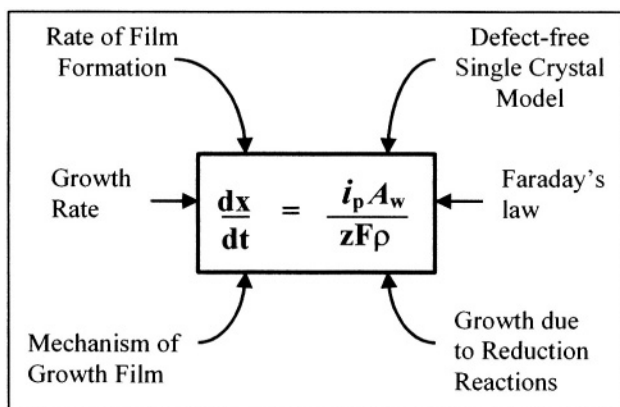 Rate of Film
Formation
Defect-free
Single Crystal
Model
Growth
Rate
dx
dt
=
i_p A_w
zFρ
Faraday's
law
Mechanism of
Growth Film
Growth due
to Reduction
Reactions